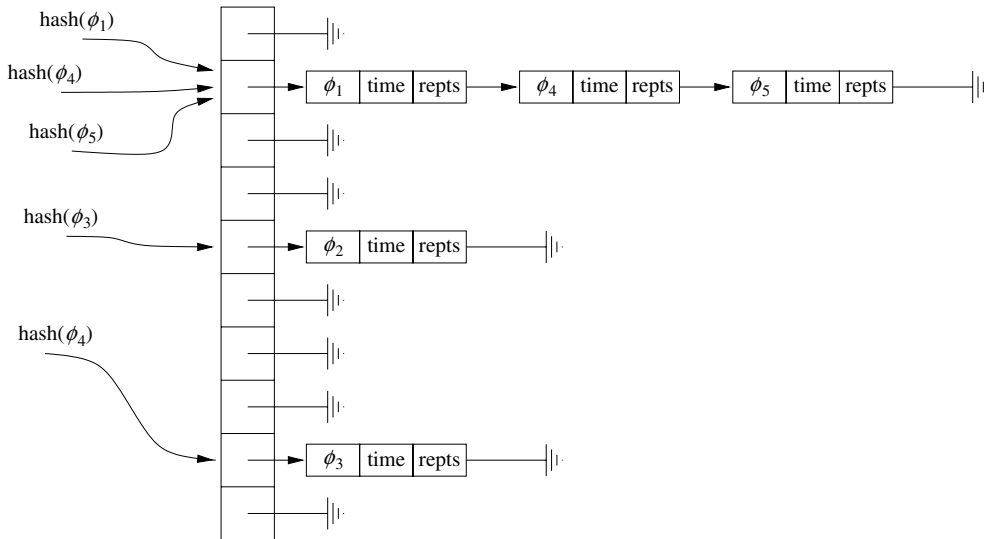 hash(ϕ1)
hash(ϕ4)
ϕ1 time repts ϕ4 time repts ϕ5 time repts
hash(ϕ5)
hash(ϕ3)
ϕ2 time repts
hash(ϕ4)
ϕ3 time repts